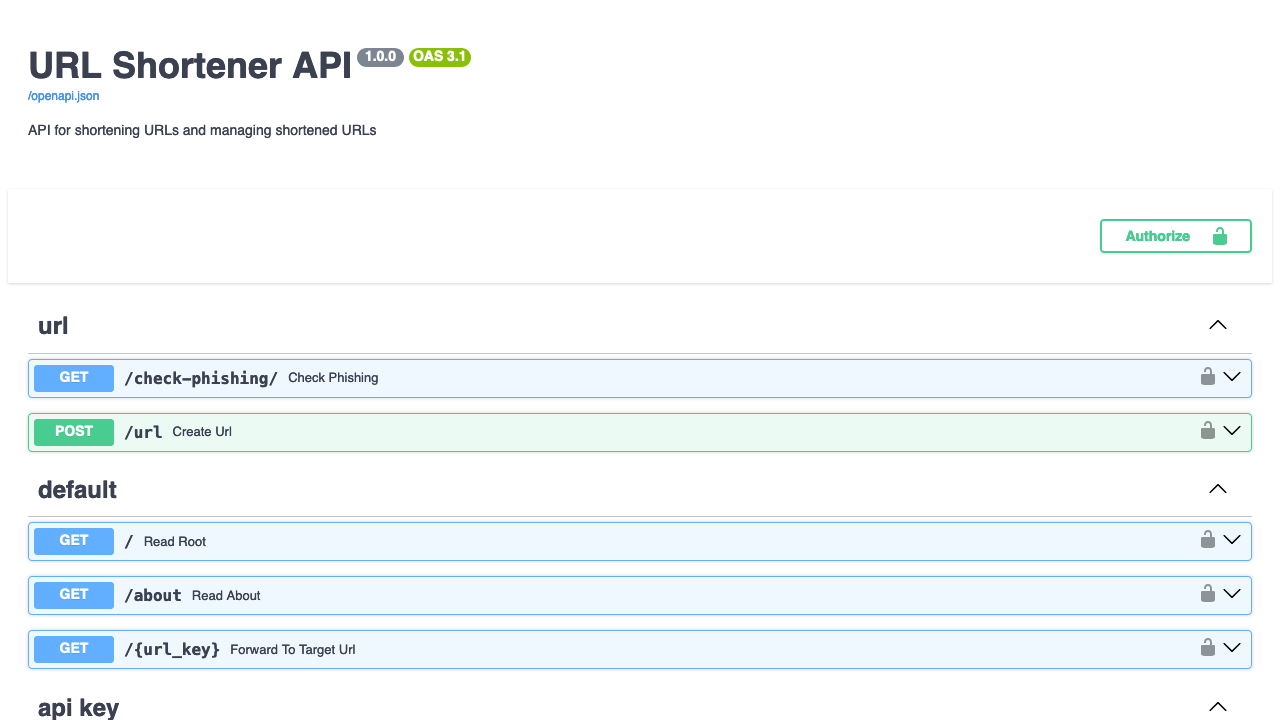 URL Shortener API 1.0.0 OAS 3.1
/openapi.json
API for shortening URLs and managing shortened URLs
Authorize
url
GET /check-phishing/ Check Phishing
POST /url Create Url
default
GET / Read Root
GET /about Read About
GET /{url_key} Forward To Target Url
api key